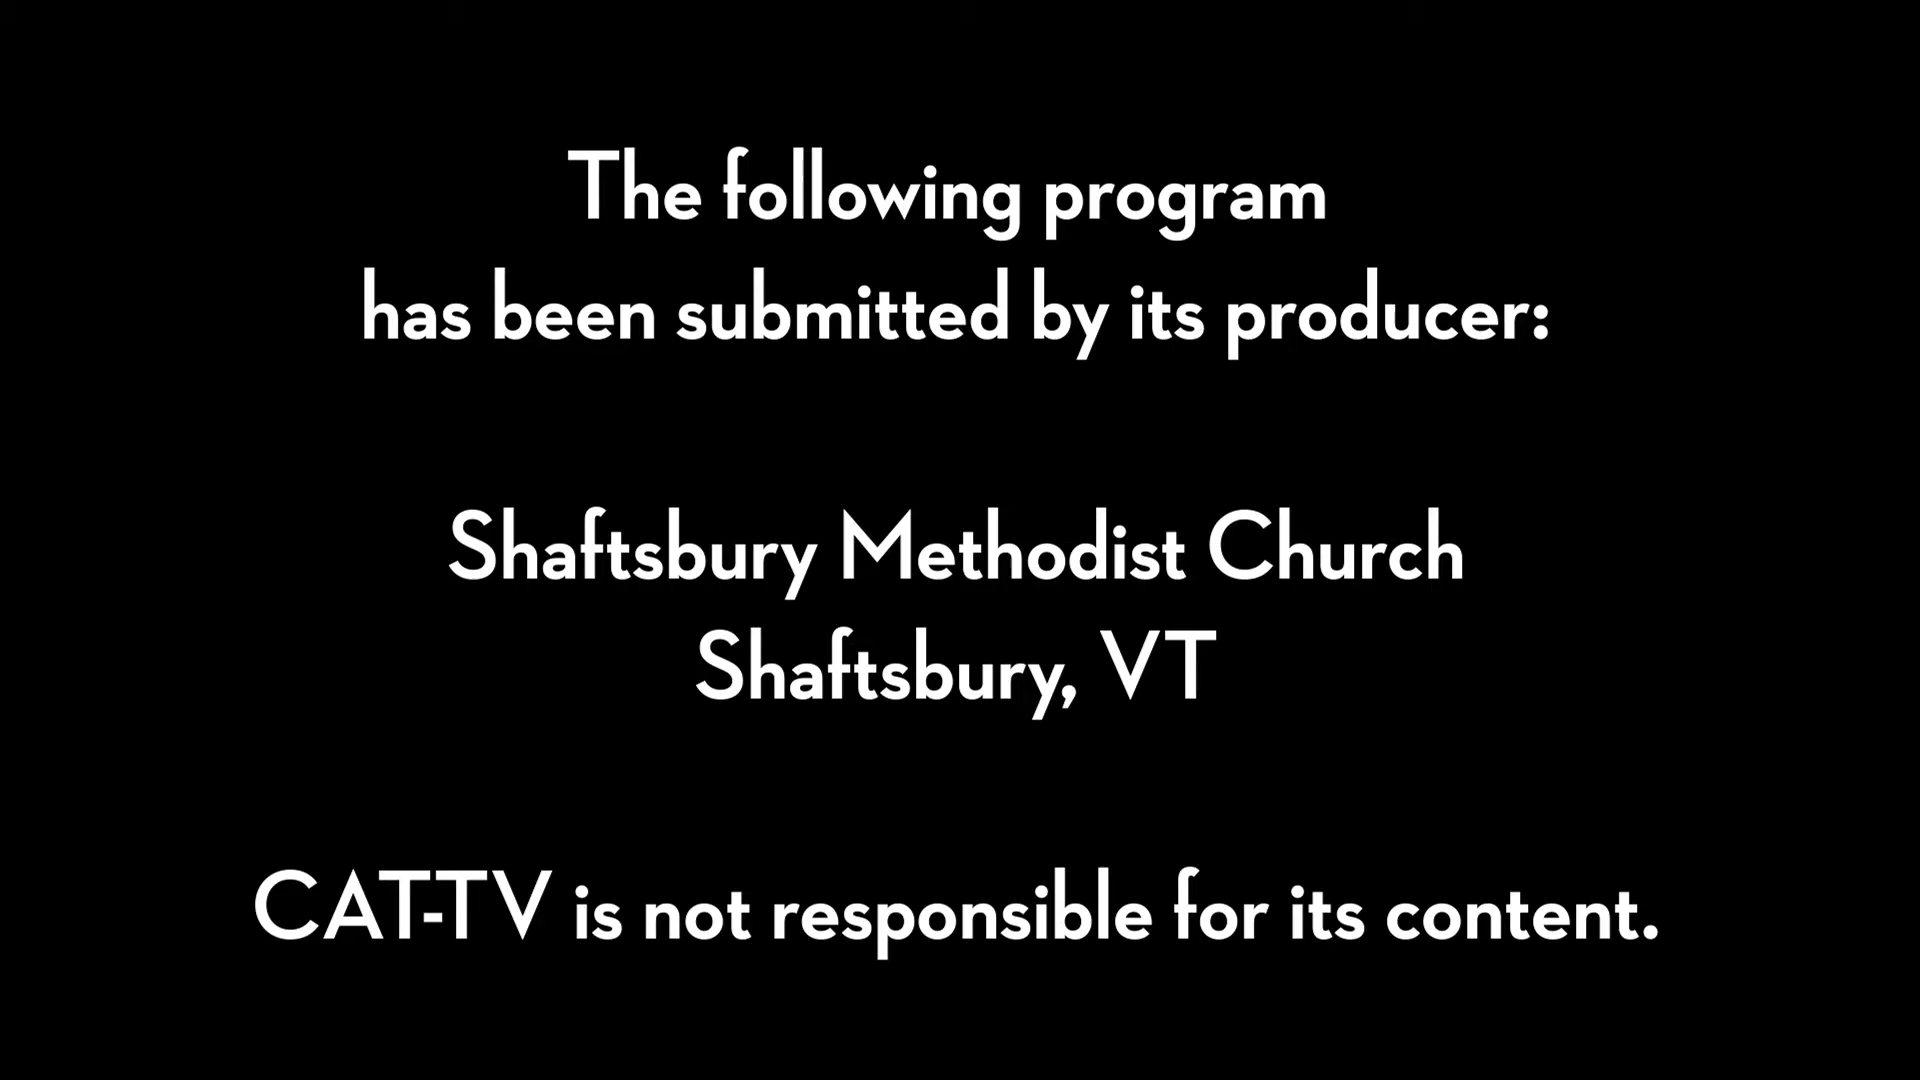 The following program
has been submitted by its producer:
Shaftsbury Methodist Church
Shaftsbury, VT
CAT-TV is not responsible for its content.